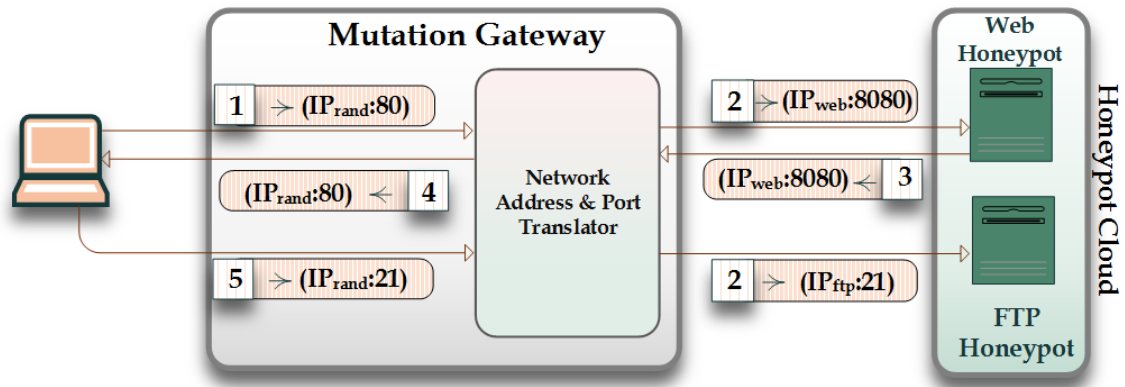 Mutation Gateway
1 → (IPrand:80)
(IPrand:80) ← 4
5 → (IPrand:21)
Network
Address & Port
Translator
2 → (IPweb:8080)
(IPweb:8080) ← 3
2 → (IPftp:21)
Web
Honeypot
FTP
Honeypot
Honeypot Cloud